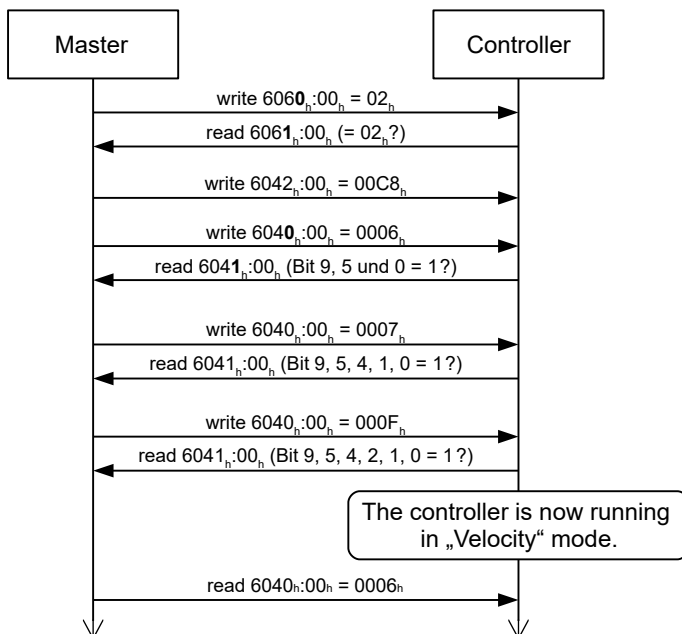 Master
Controller
write 6060ₕ:00ₕ = 02ₕ
read 6061ₕ:00ₕ (= 02ₕ?)
write 6042ₕ:00ₕ = 00C8ₕ
write 6040ₕ:00ₕ = 0006ₕ
read 6041ₕ:00ₕ (Bit 9, 5 und 0 = 1?)
write 6040ₕ:00ₕ = 0007ₕ
read 6041ₕ:00ₕ (Bit 9, 5, 4, 1, 0 = 1?)
write 6040ₕ:00ₕ = 000Fₕ
read 6041ₕ:00ₕ (Bit 9, 5, 4, 2, 1, 0 = 1?)
The controller is now running
in „Velocity“ mode.
read 6040ₕ:00ₕ = 0006ₕ